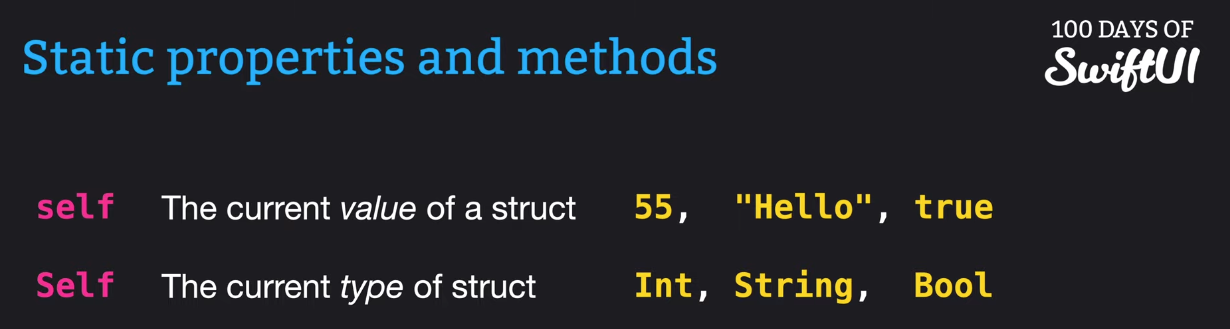 Static properties and methods
100 DAYS OF
SwiftUI
self The current value of a struct 55, "Hello", true
Self The current type of struct Int, String, Bool